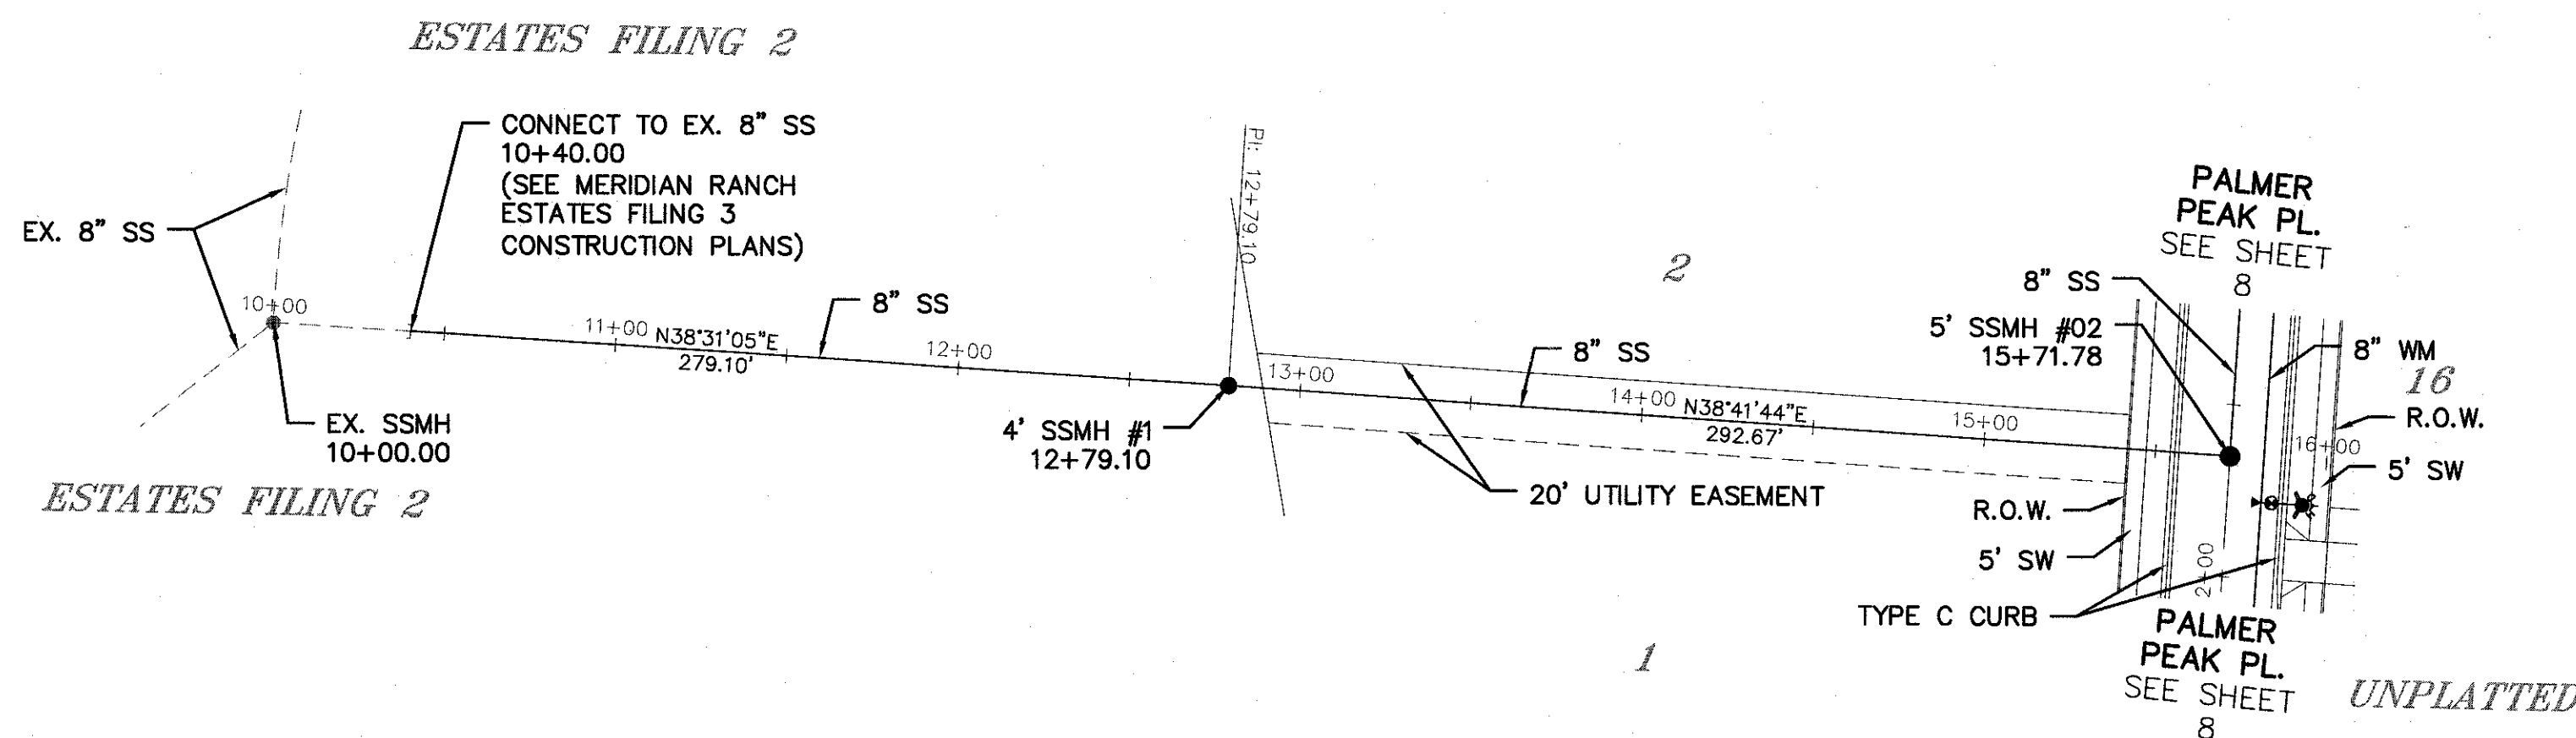 ESTATES FILING 2
CONNECT TO EX. 8" SS
10+40.00
(SEE MERIDIAN RANCH
ESTATES FILING 3
CONSTRUCTION PLANS)
EX. 8" SS
10+00
EX. SSMH
10+00.00
ESTATES FILING 2
11+00
N38°31'05"E
279.10'
8" SS
12+00
PI: 12+79.10
4' SSMH #1
12+79.10
13+00
8" SS
2
14+00
N38°41'44"E
292.67'
15+00
20' UTILITY EASEMENT
1
PALMER
PEAK PL.
SEE SHEET
8
8" SS
5' SSMH #02
15+71.78
8" WM
16
R.O.W.
16+00
5' SW
R.O.W.
5' SW
2+00
TYPE C CURB
PALMER
PEAK PL.
SEE SHEET
8
UNPLATTED